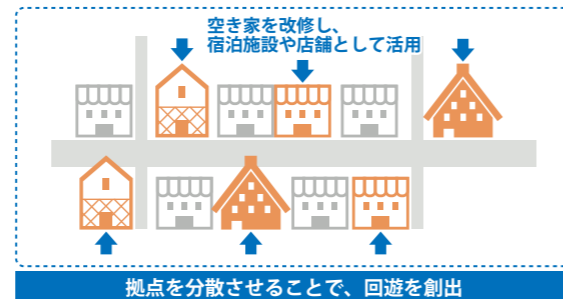 空き家を改修し、
宿泊施設や店舗として活用
拠点を分散させることで、回遊を創出